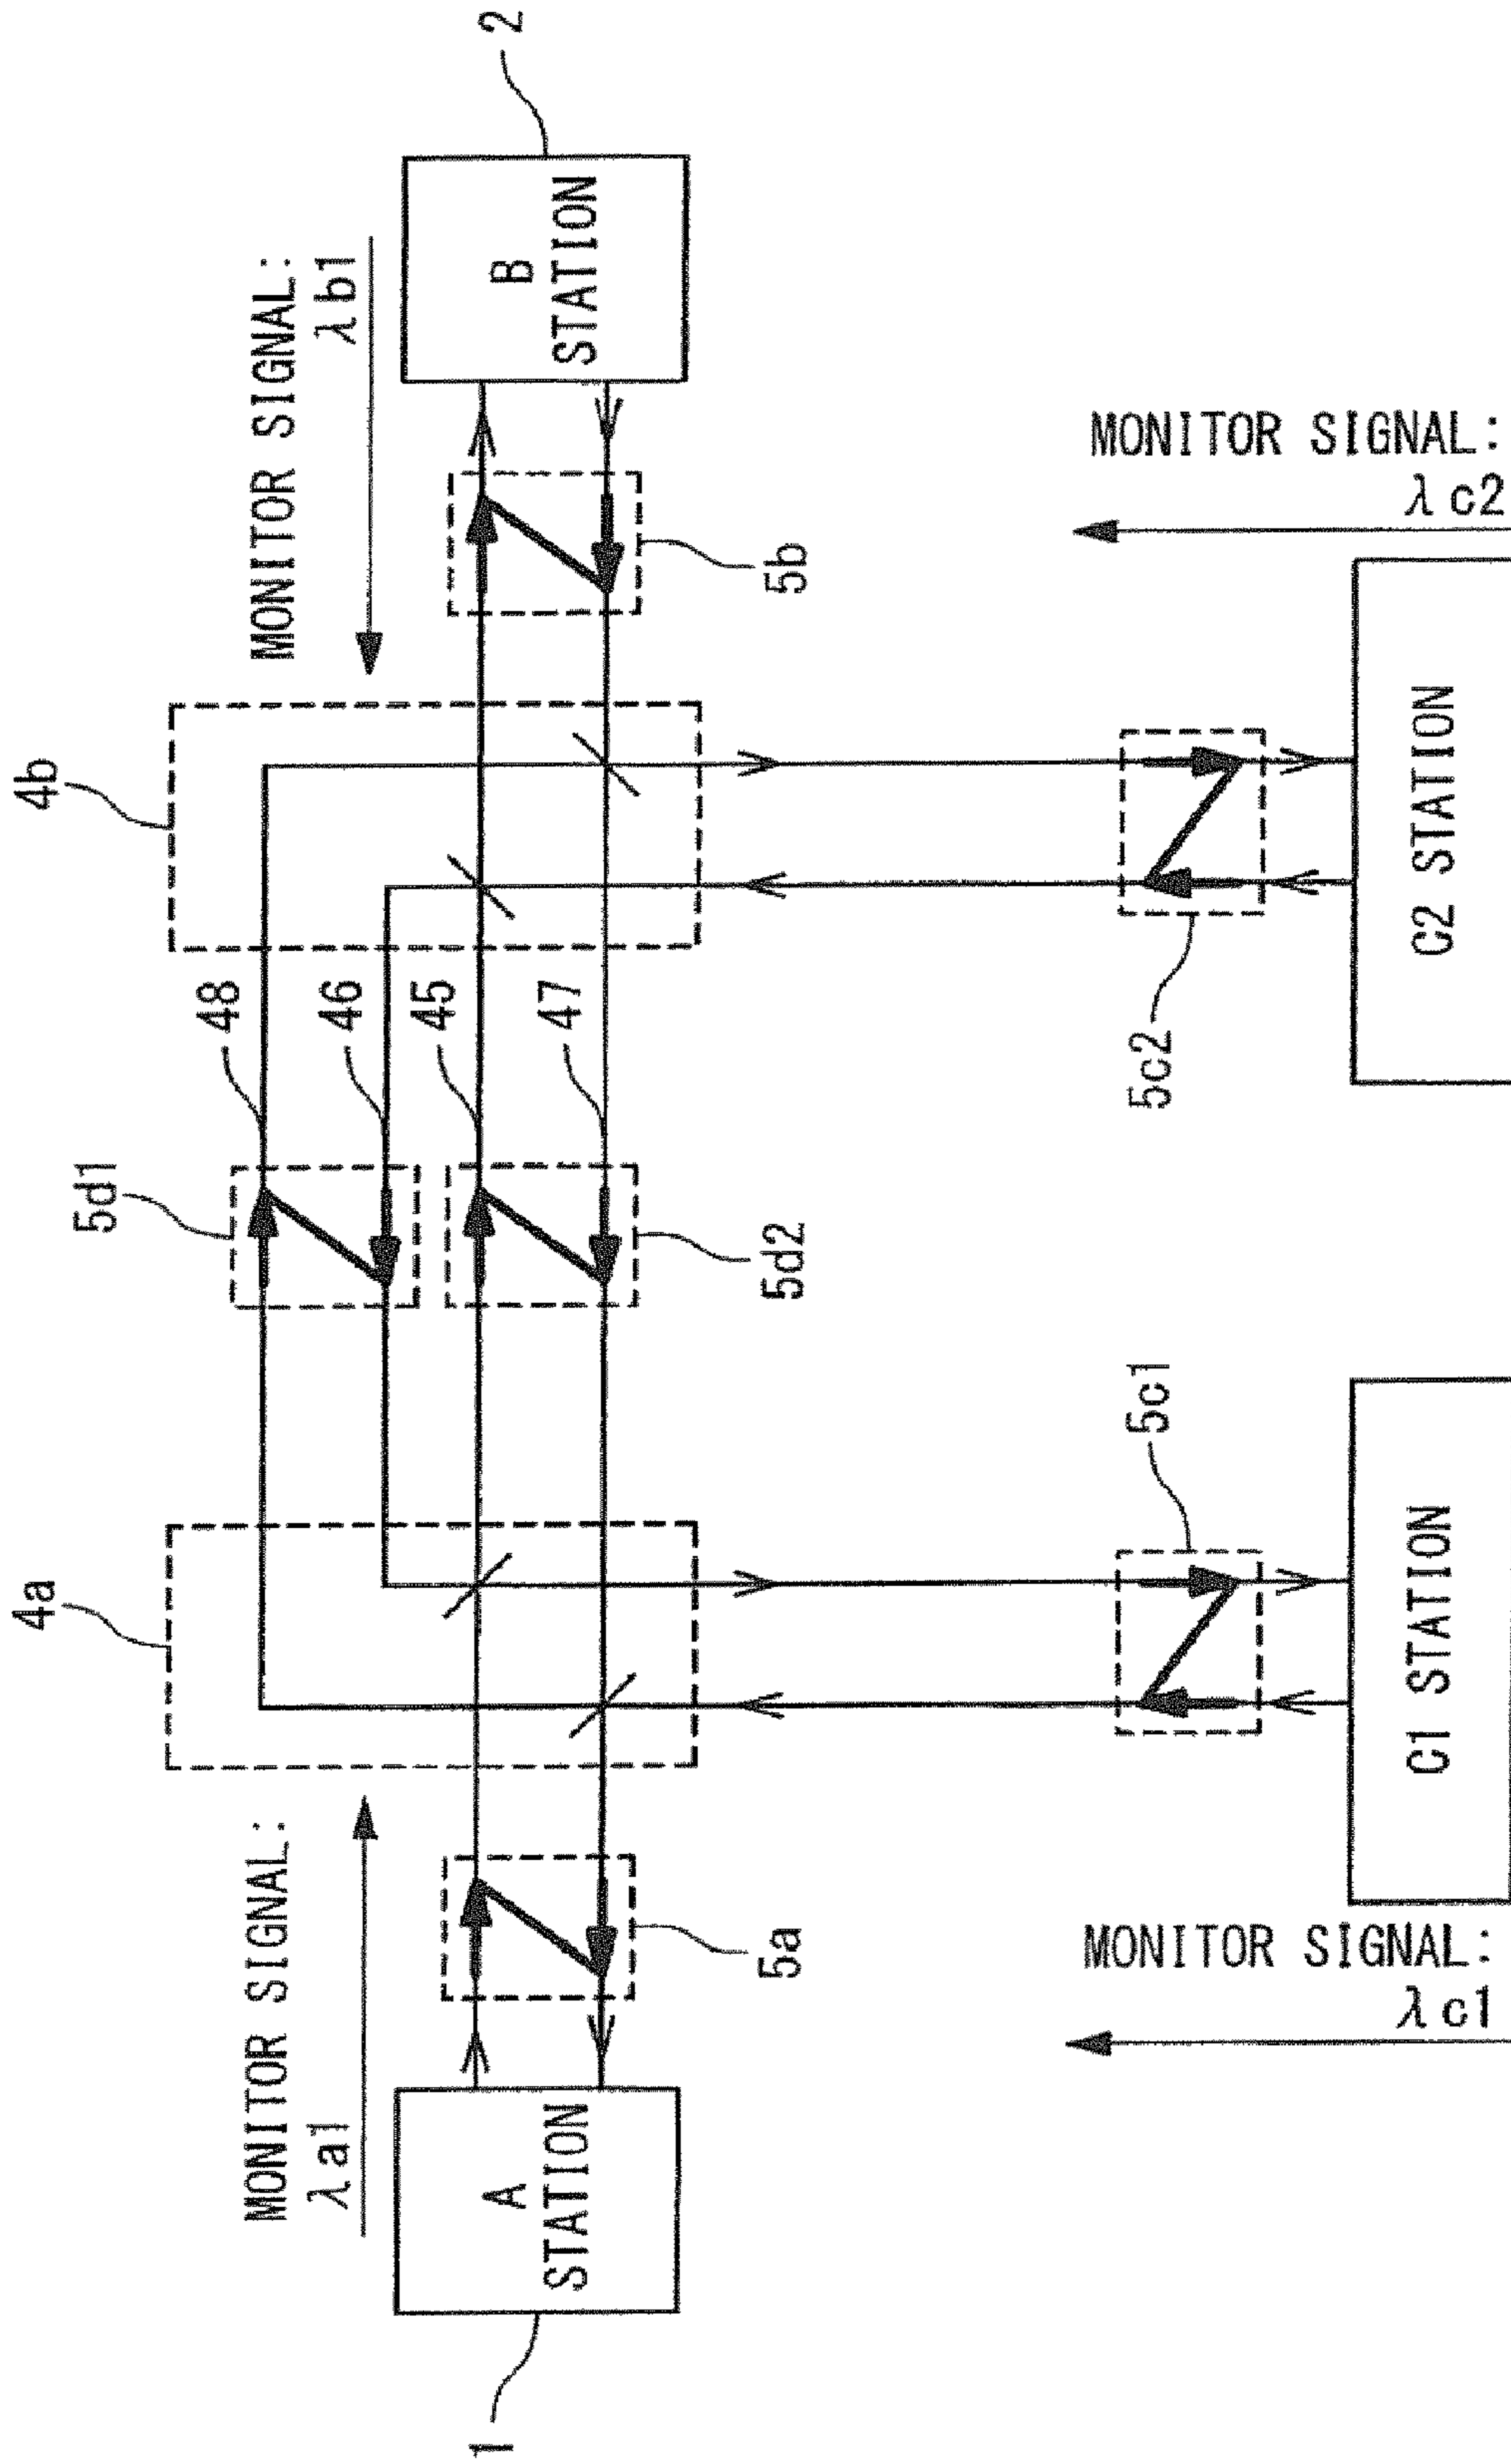 4a
4b
5d1
48
46
45
47
5d2
MONITOR SIGNAL:
λa1
MONITOR SIGNAL:
λb1
1
A
STATION
5a
5b
B
STATION
2
5c1
5c2
MONITOR SIGNAL:
λc1
C1 STATION
C2 STATION
MONITOR SIGNAL:
λc2